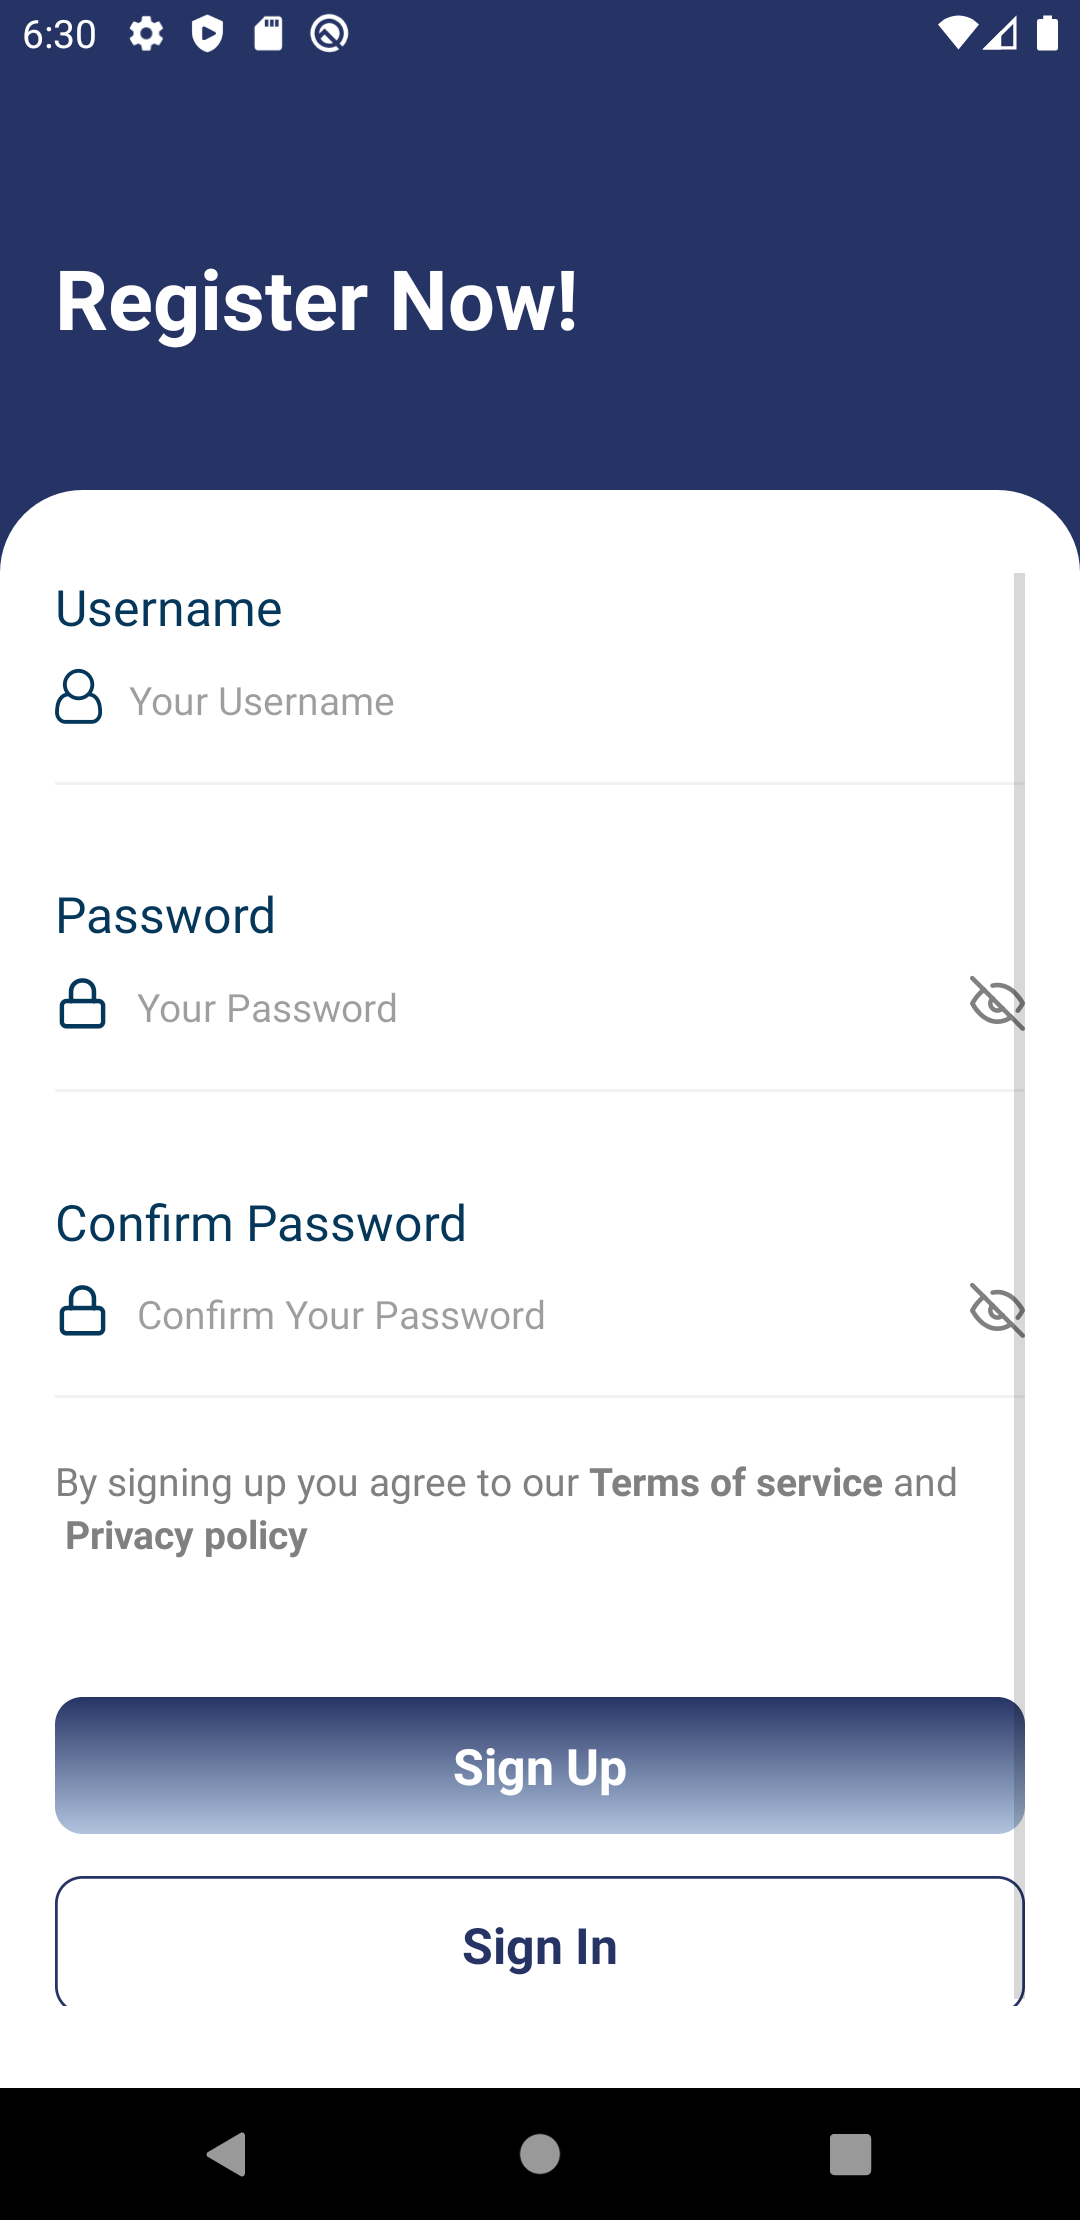 6:30
Register Now!
Username
Your Username
Password
Your Password
Confirm Password
Confirm Your Password
By signing up you agree to our Terms of service and
Privacy policy
Sign Up
Sign In